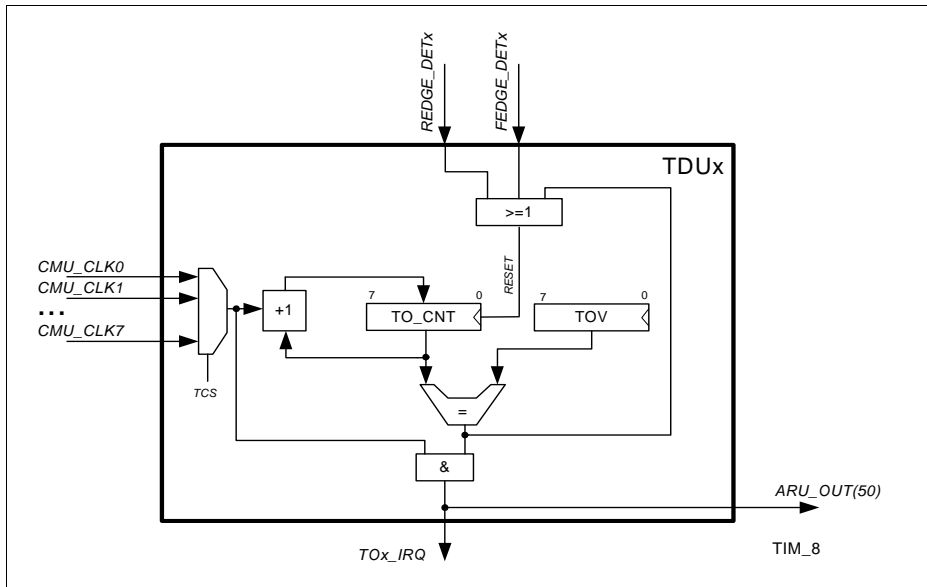 REDGE_DETx
FEDGE_DETx
TDUx
>=1
CMU_CLK0
CMU_CLK1
...
CMU_CLK7
TCS
+1
7
0
TO_CNT
RESET
7
0
TOV
=
&
ARU_OUT(50)
TOx_IRQ
TIM_8